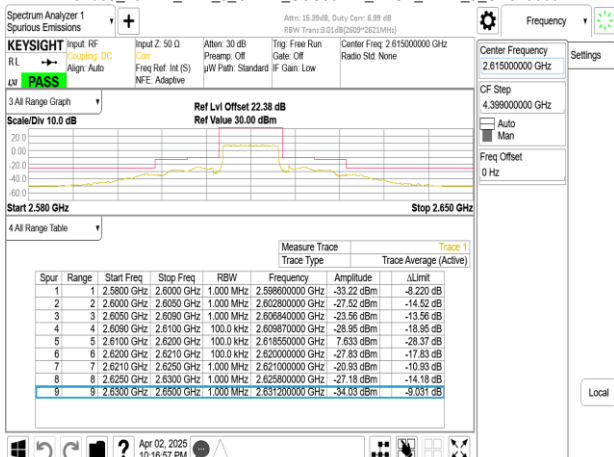 Spectrum Analyzer 1
Spurious Emissions
Attn: 15.39dB, Duty Corr: 6.99 dB
RBW Trans:3.01dB(2609~2621MHz)
Frequency
KEYSIGHT
RL
PASS
Input: RF
Coupling: DC
Align: Auto
Input Z: 50 Ω
Corr
Freq Ref: Int (S)
NFE: Adaptive
Atten: 30 dB
Preamp: Off
µW Path: Standard
Trig: Free Run
Gate: Off
IF Gain: Low
Center Freq: 2.615000000 GHz
Radio Std: None
Center Frequency
2.615000000 GHz
Settings
CF Step
4.399000000 GHz
Auto
Man
Freq Offset
0 Hz
Local
3 All Range Graph
Scale/Div 10.0 dB
Ref Lvl Offset 22.38 dB
Ref Value 30.00 dBm
20.0
0.00
-20.0
-40.0
-60.0
Start 2.580 GHz
Stop 2.650 GHz
4 All Range Table
Measure Trace Trace 1
Trace Type Trace Average (Active)
Spur Range Start Freq Stop Freq RBW Frequency Amplitude ΔLimit
1 1 2.5800 GHz 2.6000 GHz 1.000 MHz 2.598600000 GHz -33.22 dBm -8.220 dB
2 2 2.6000 GHz 2.6050 GHz 1.000 MHz 2.602800000 GHz -27.52 dBm -14.52 dB
3 3 2.6050 GHz 2.6090 GHz 1.000 MHz 2.606840000 GHz -23.56 dBm -13.56 dB
4 4 2.6090 GHz 2.6100 GHz 100.0 kHz 2.609870000 GHz -28.95 dBm -18.95 dB
5 5 2.6100 GHz 2.6200 GHz 100.0 kHz 2.618550000 GHz 7.633 dBm -28.37 dB
6 6 2.6200 GHz 2.6210 GHz 100.0 kHz 2.620000000 GHz -27.83 dBm -17.83 dB
7 7 2.6210 GHz 2.6250 GHz 1.000 MHz 2.621000000 GHz -20.93 dBm -10.93 dB
8 8 2.6250 GHz 2.6300 GHz 1.000 MHz 2.625800000 GHz -27.18 dBm -14.18 dB
9 9 2.6300 GHz 2.6500 GHz 1.000 MHz 2.631200000 GHz -34.03 dBm -9.031 dB
?
Apr 02, 2025
10:16:57 PM